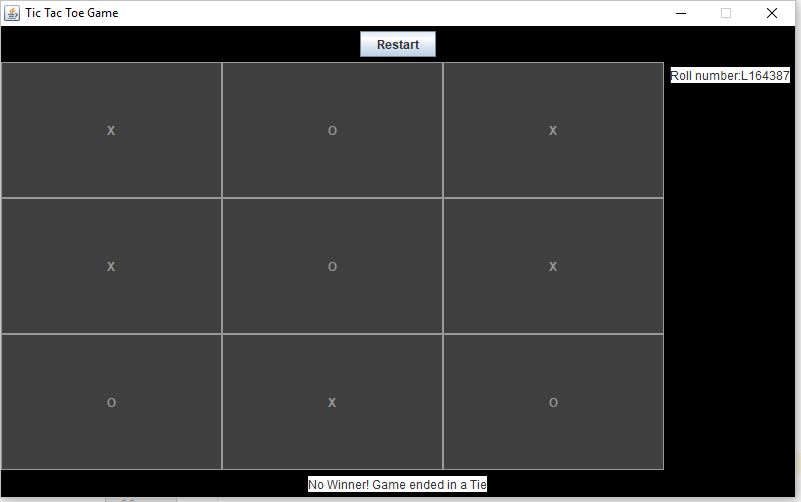 Tic Tac Toe Game
Restart
Roll number:L164387
X O X
X O X
O X O
No Winner! Game ended in a Tie